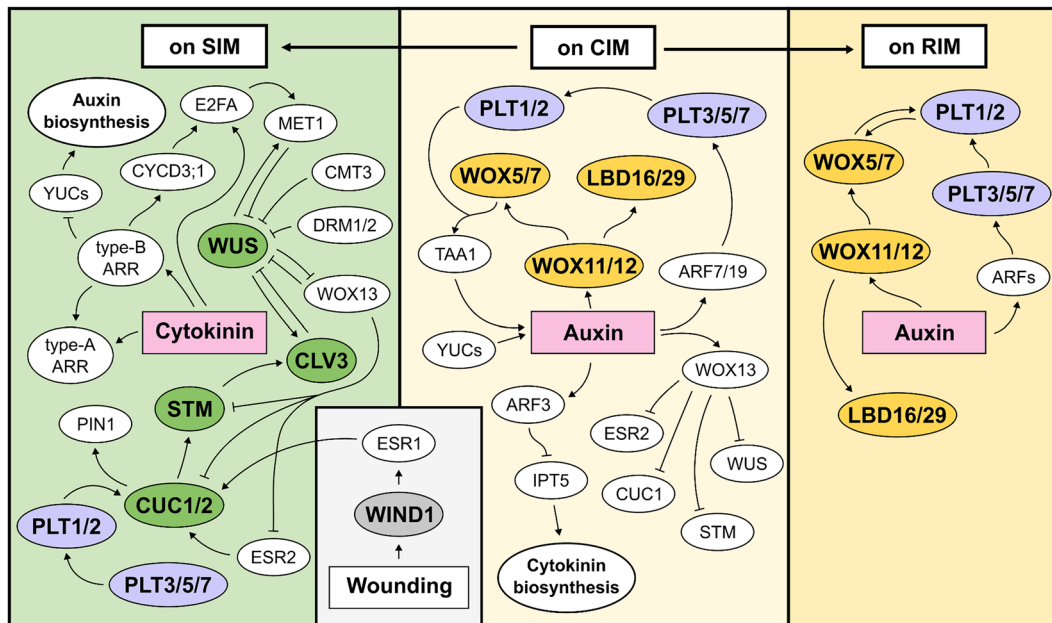 on SIM
on CIM
on RIM
Auxin
biosynthesis
E2FA
MET1
CYCD3;1
CMT3
YUCs
DRM1/2
type-B
ARR
WUS
WOX13
Cytokinin
type-A
ARR
CLV3
STM
PIN1
CUC1/2
PLT1/2
ESR2
PLT3/5/7
ESR1
WIND1
Wounding
PLT1/2
PLT3/5/7
WOX5/7
LBD16/29
TAA1
WOX11/12
ARF7/19
Auxin
YUCs
WOX13
ARF3
ESR2
WUS
IPT5
CUC1
STM
Cytokinin
biosynthesis
PLT1/2
WOX5/7
PLT3/5/7
WOX11/12
ARFs
Auxin
LBD16/29